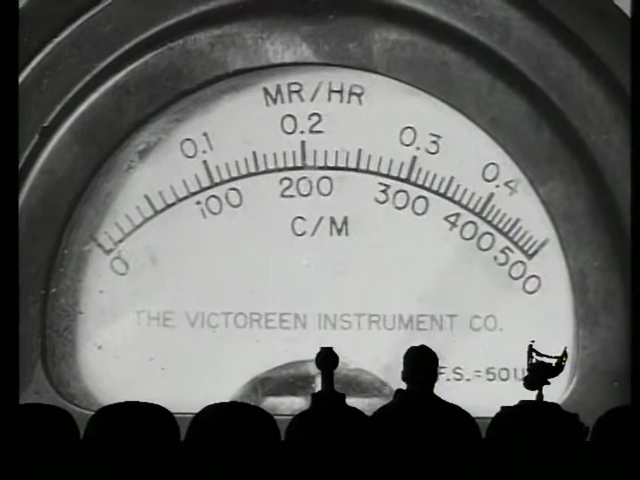 MR/HR
0.1 0.2 0.3 0.4
0 100 200 300 400 500
C/M
THE VICTOREEN INSTRUMENT CO.
F.S.=50U